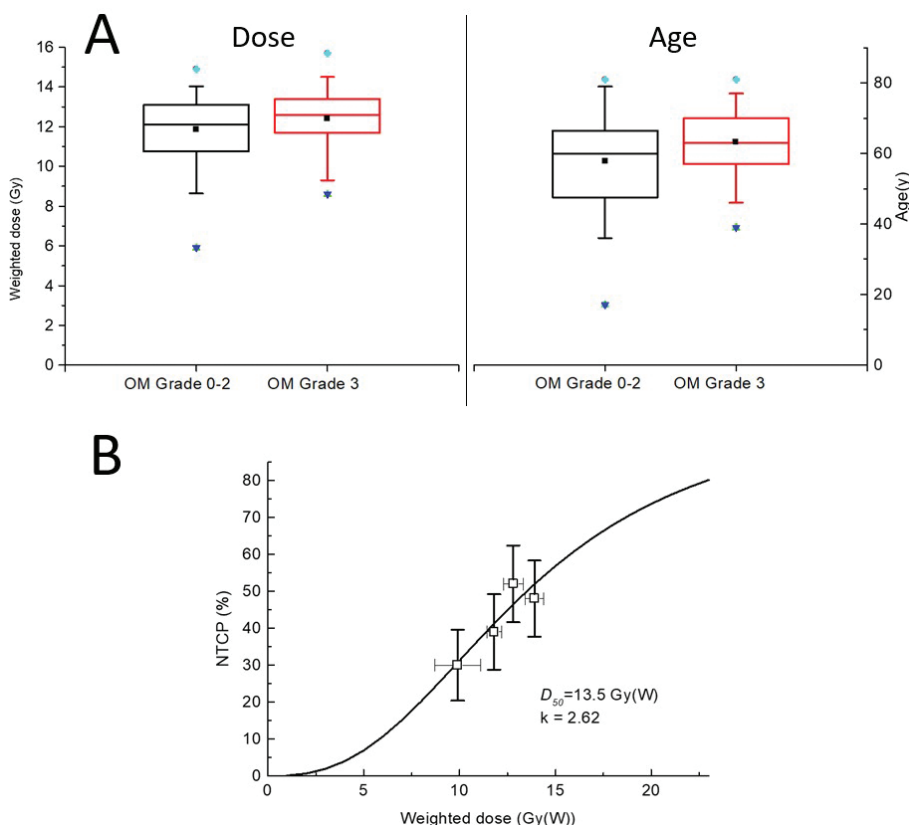 A
Dose
Age
16
14
12
10
8
6
4
2
0
Weighted dose (Gy)
OM Grade 0-2
OM Grade 3
80
60
40
20
0
Age(y)
OM Grade 0-2
OM Grade 3
B
80
70
60
50
40
30
20
10
0
NTCP (%)
D50=13.5 Gy(W)
k = 2.62
0
5
10
15
20
Weighted dose (Gy(W))